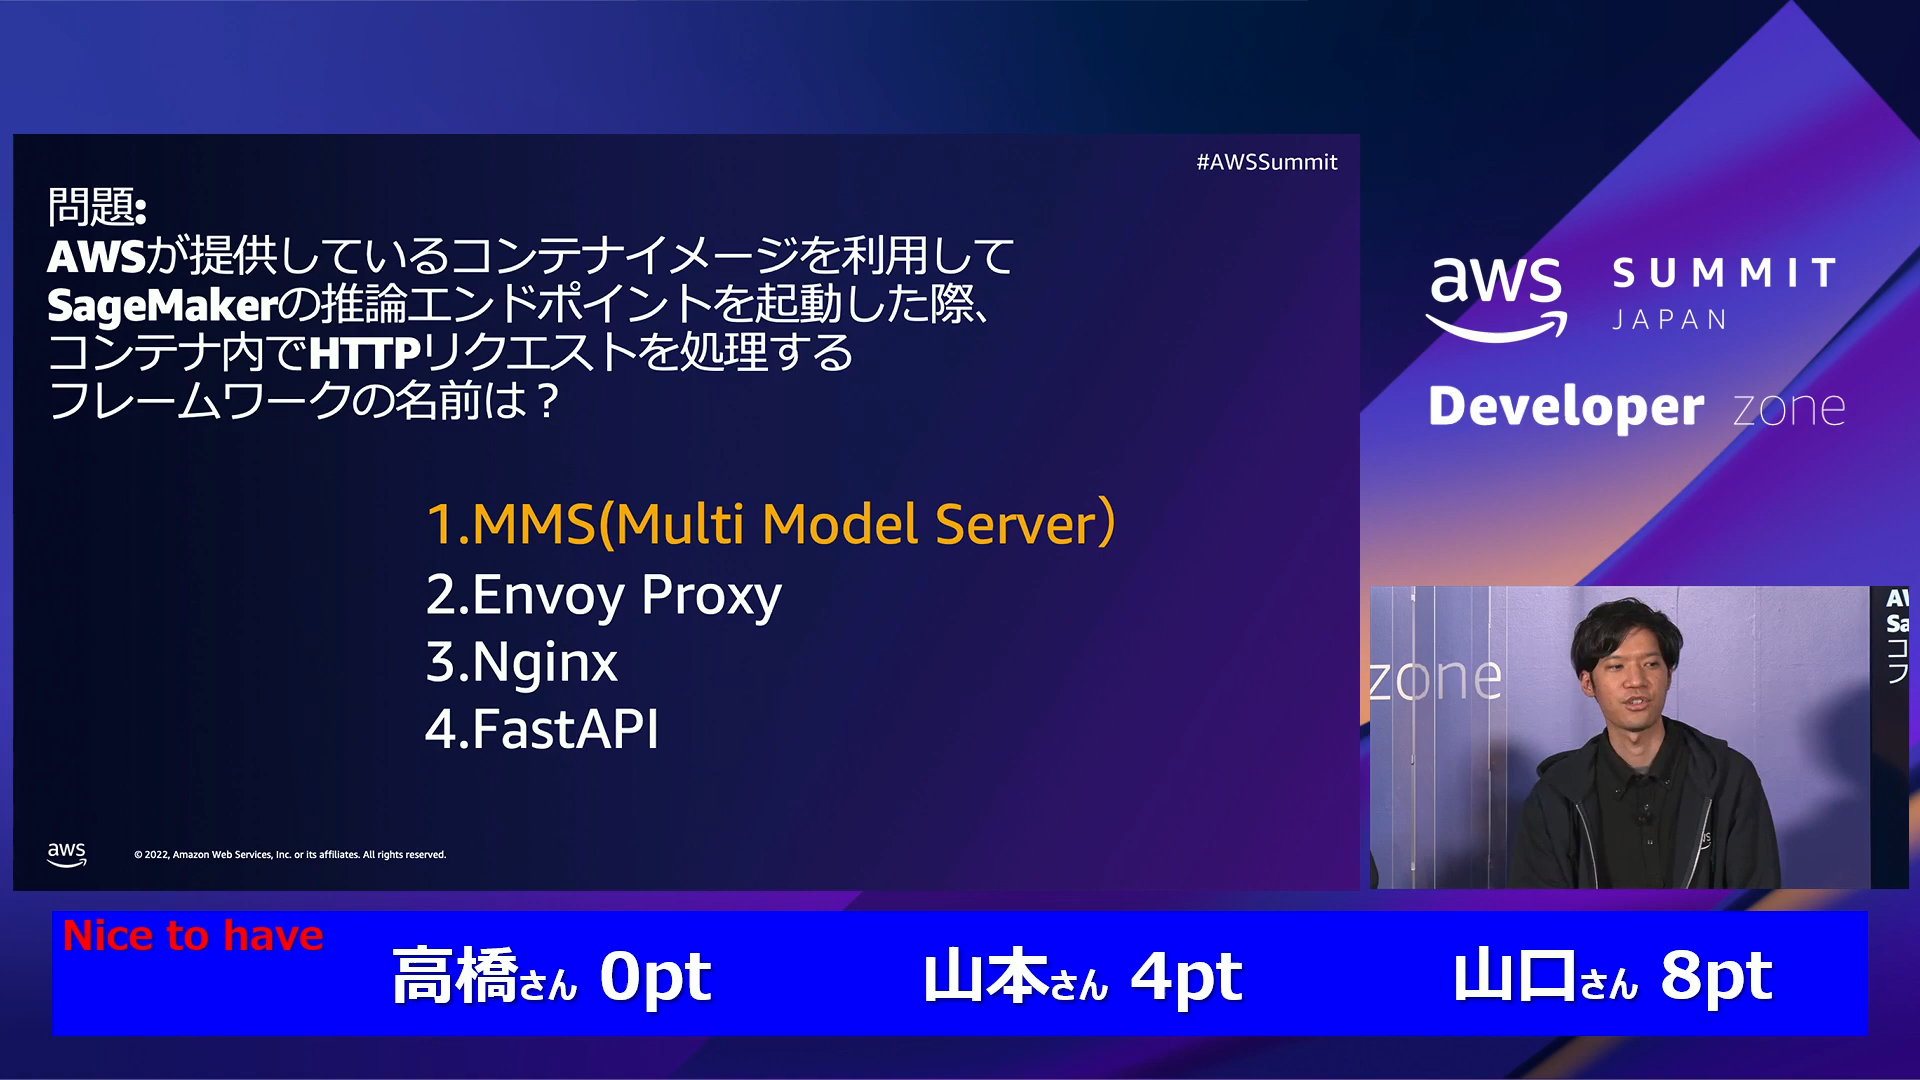 #AWSSummit
問題:
AWSが提供しているコンテナイメージを利用して
SageMakerの推論エンドポイントを起動した際、
コンテナ内でHTTPリクエストを処理する
フレームワークの名前は？
1.MMS(Multi Model Server）
2.Envoy Proxy
3.Nginx
4.FastAPI
aws
© 2022, Amazon Web Services, Inc. or its affiliates. All rights reserved.
aws SUMMIT
JAPAN
Developer zone
zone
AW
Sa
コ
フ
Nice to have
高橋さん 0pt
山本さん 4pt
山口さん 8pt